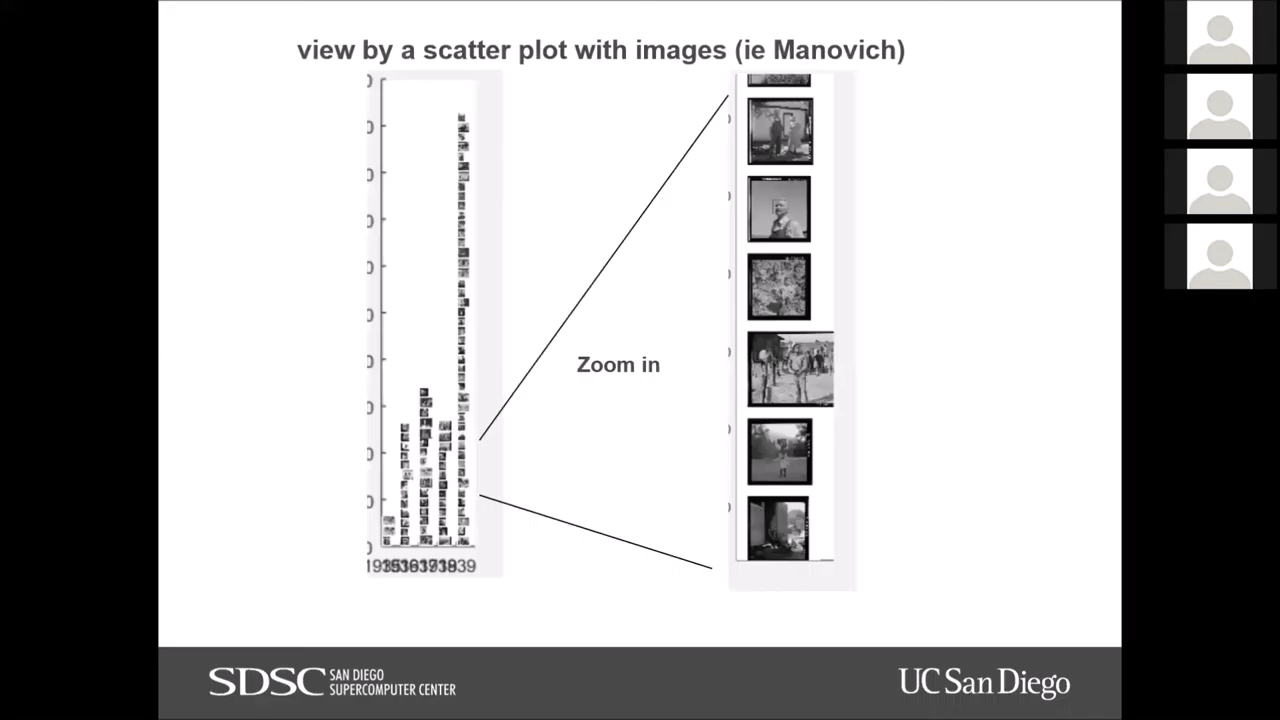 view by a scatter plot with images (ie Manovich)
Zoom in
SDSC SAN DIEGO
SUPERCOMPUTER CENTER
UC San Diego